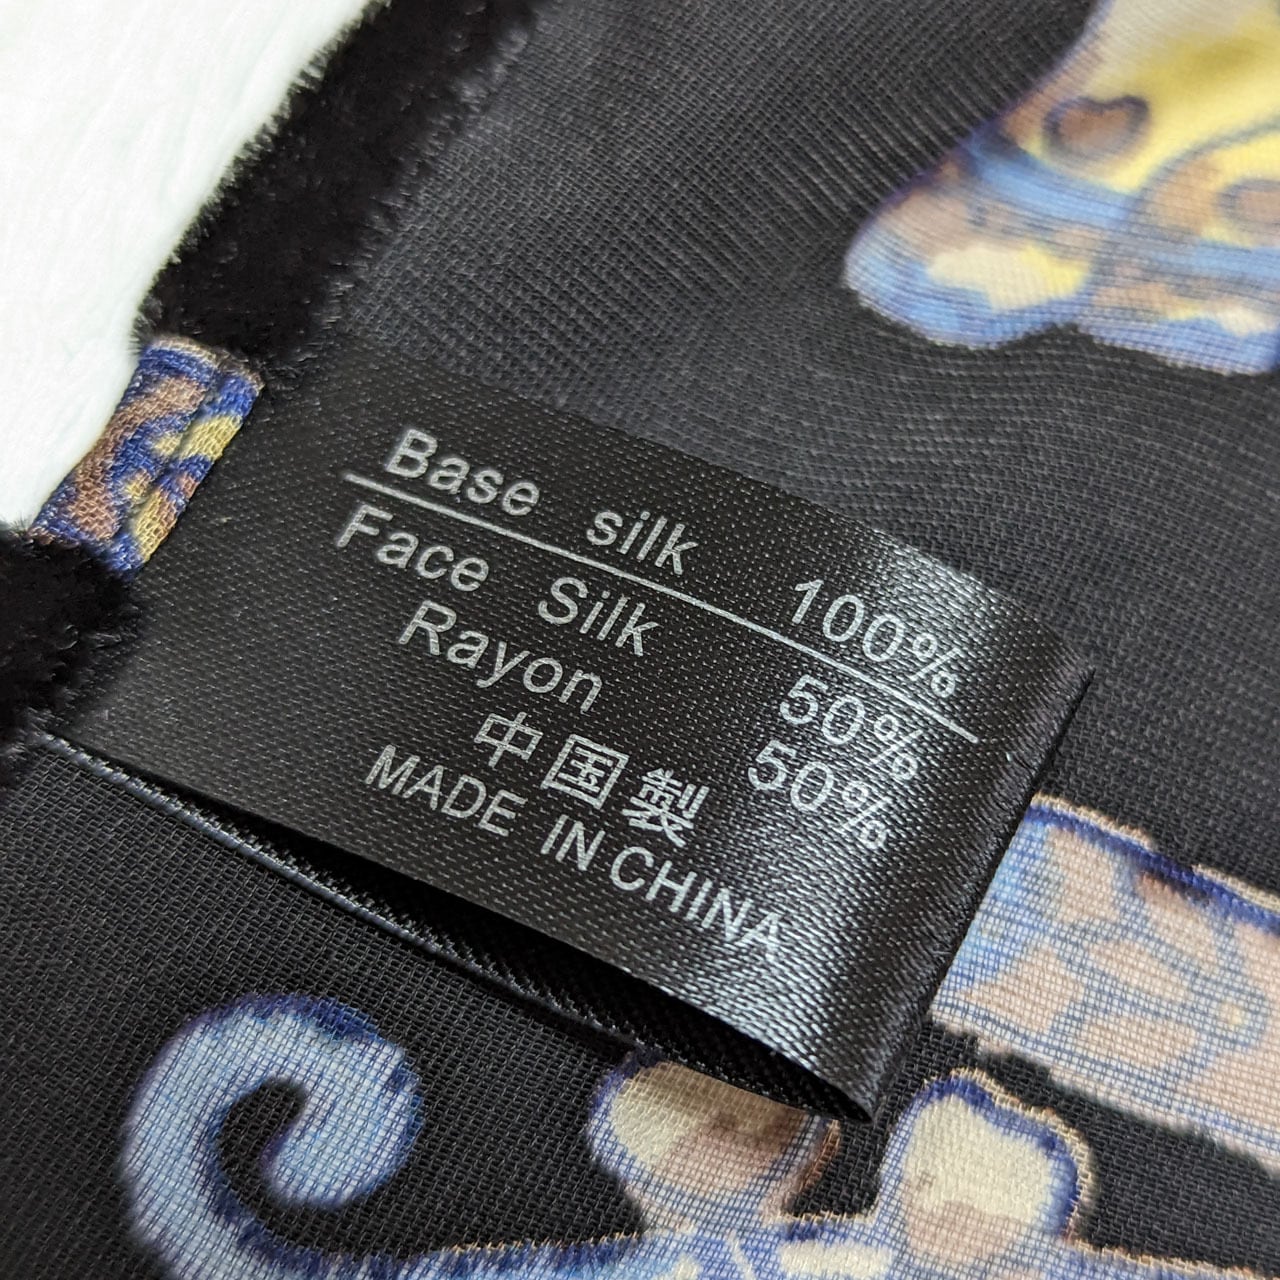 Base silk 100%
Face Silk 50%
Rayon 50%
中国製
MADE IN CHINA